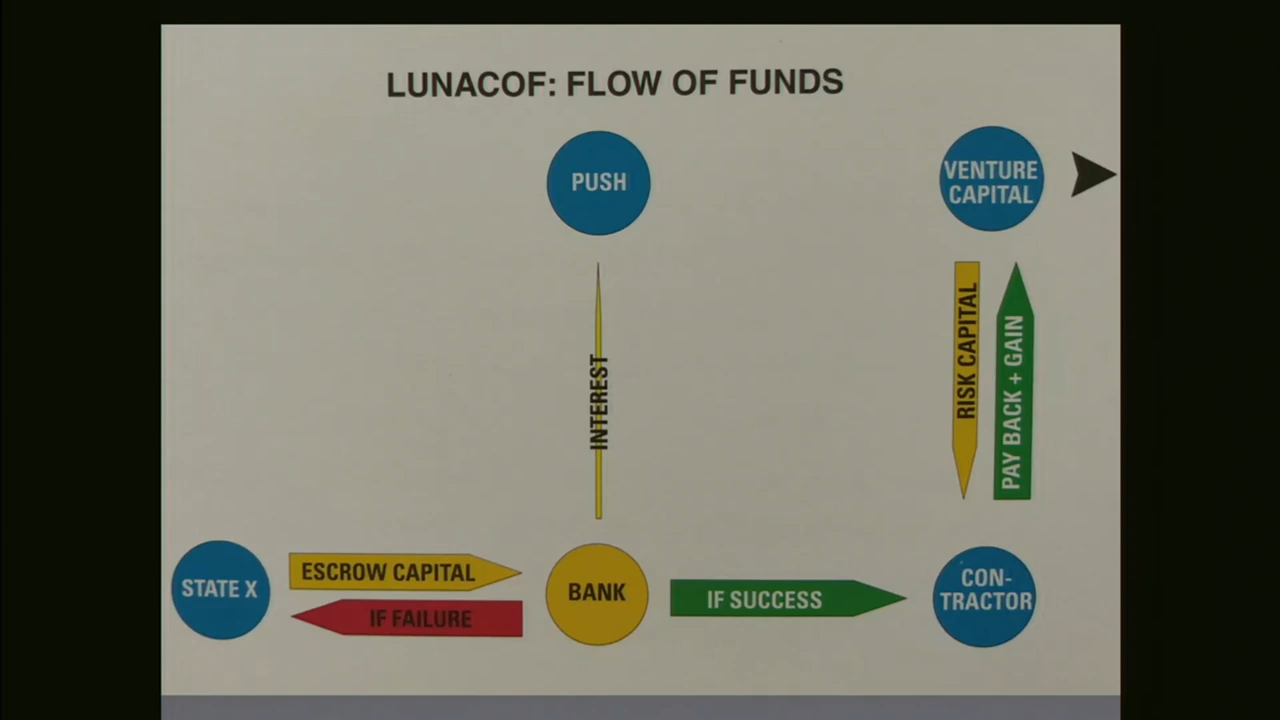 LUNACOF: FLOW OF FUNDS
PUSH
VENTURE
CAPITAL
INTEREST
RISK CAPITAL
PAY BACK + GAIN
STATE X
ESCROW CAPITAL
IF FAILURE
BANK
IF SUCCESS
CON-
TRACTOR